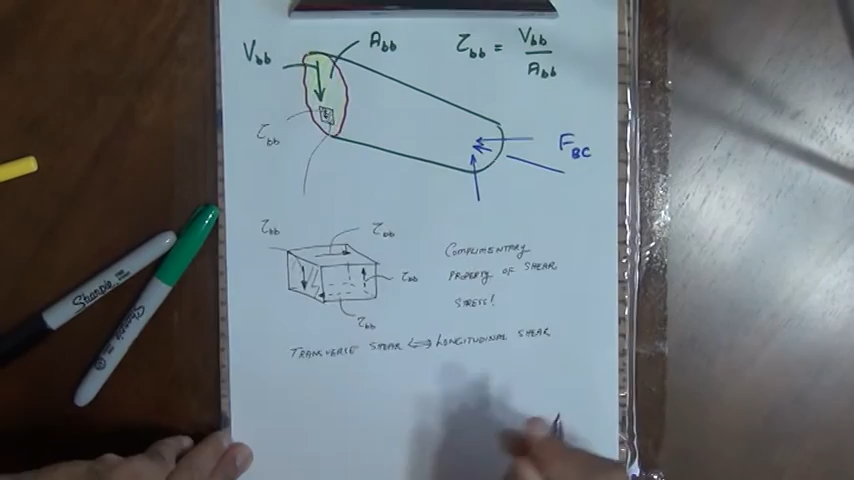 V_bb
A_bb
τ_bb = V_bb / A_bb
τ_bb
F_BC
τ_bb
τ_bb
τ_bb
τ_bb
COMPLIMENTARY
PROPERTY OF SHEAR
STRESS!
TRANSVERSE SHEAR ⟺ LONGITUDINAL SHEAR
Sharpie
Sharpie